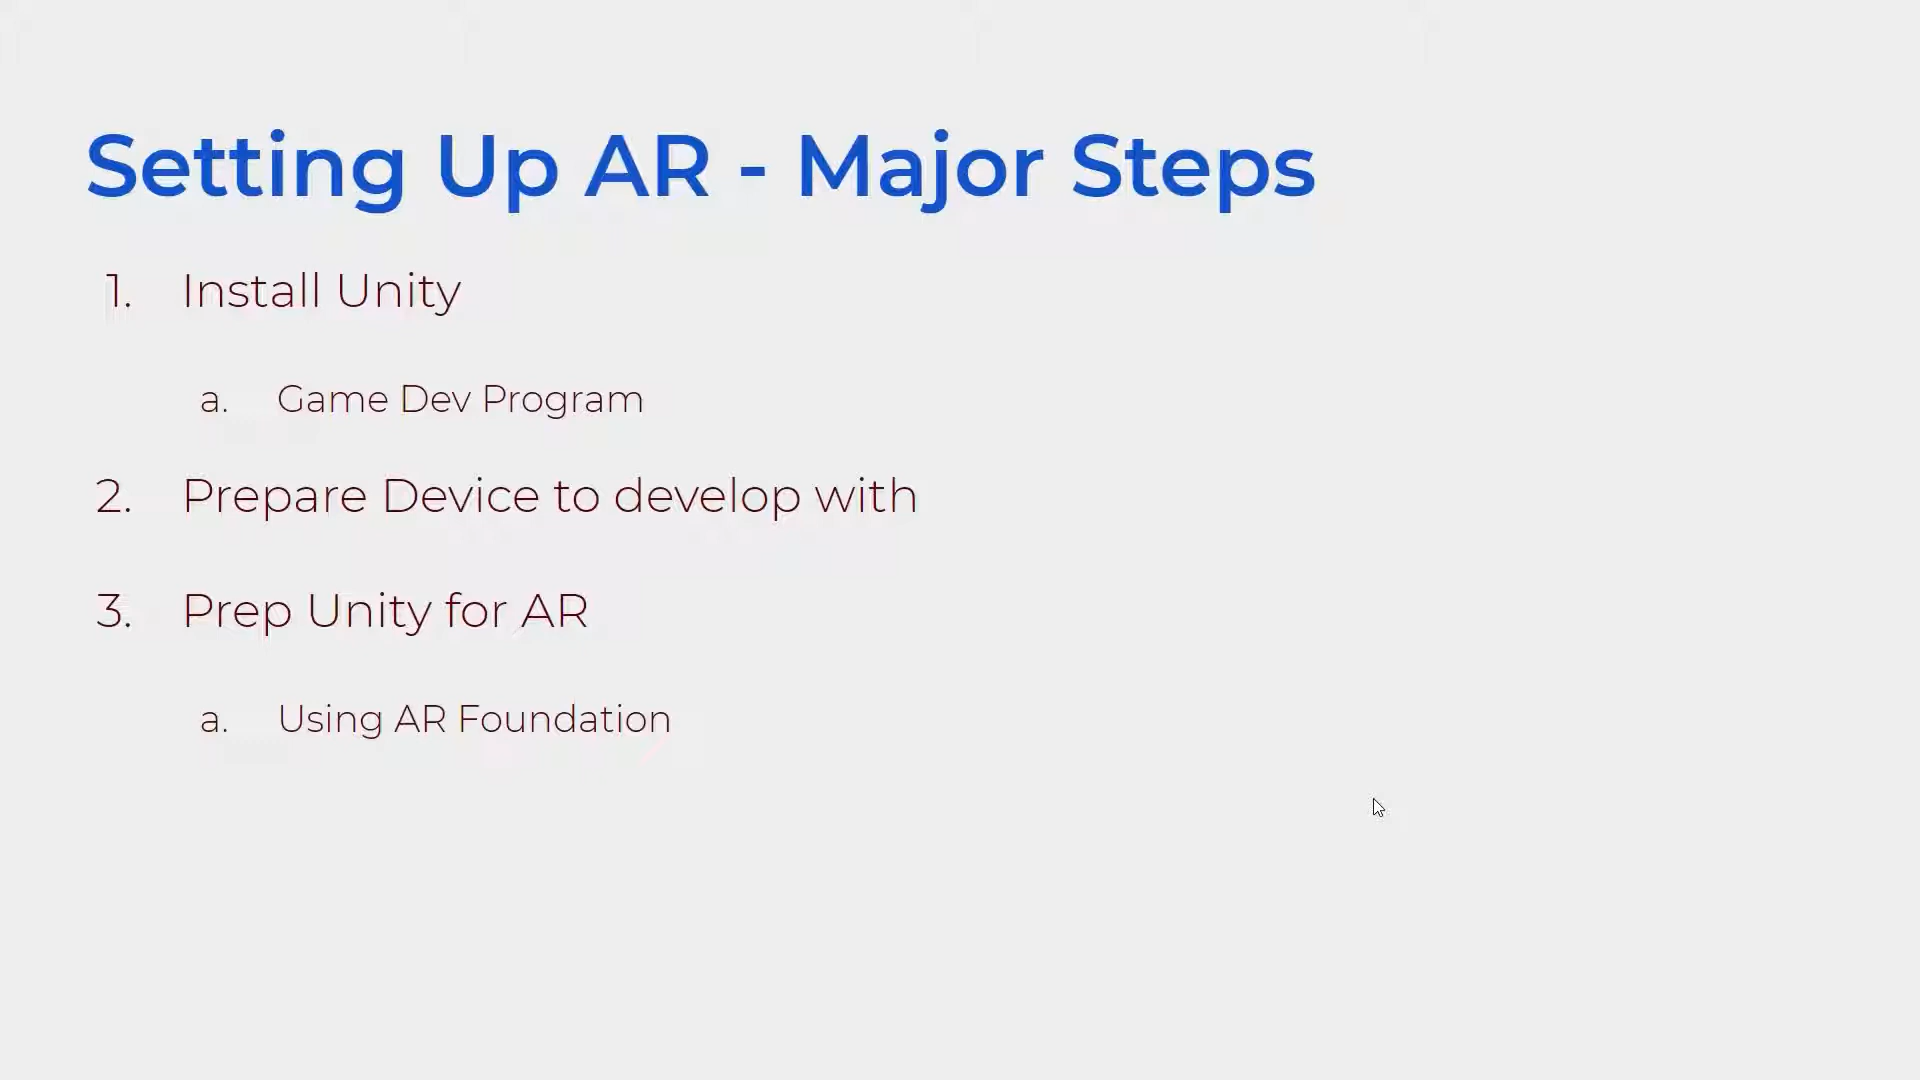 Setting Up AR - Major Steps
1. Install Unity
a. Game Dev Program
2. Prepare Device to develop with
3. Prep Unity for AR
a. Using AR Foundation